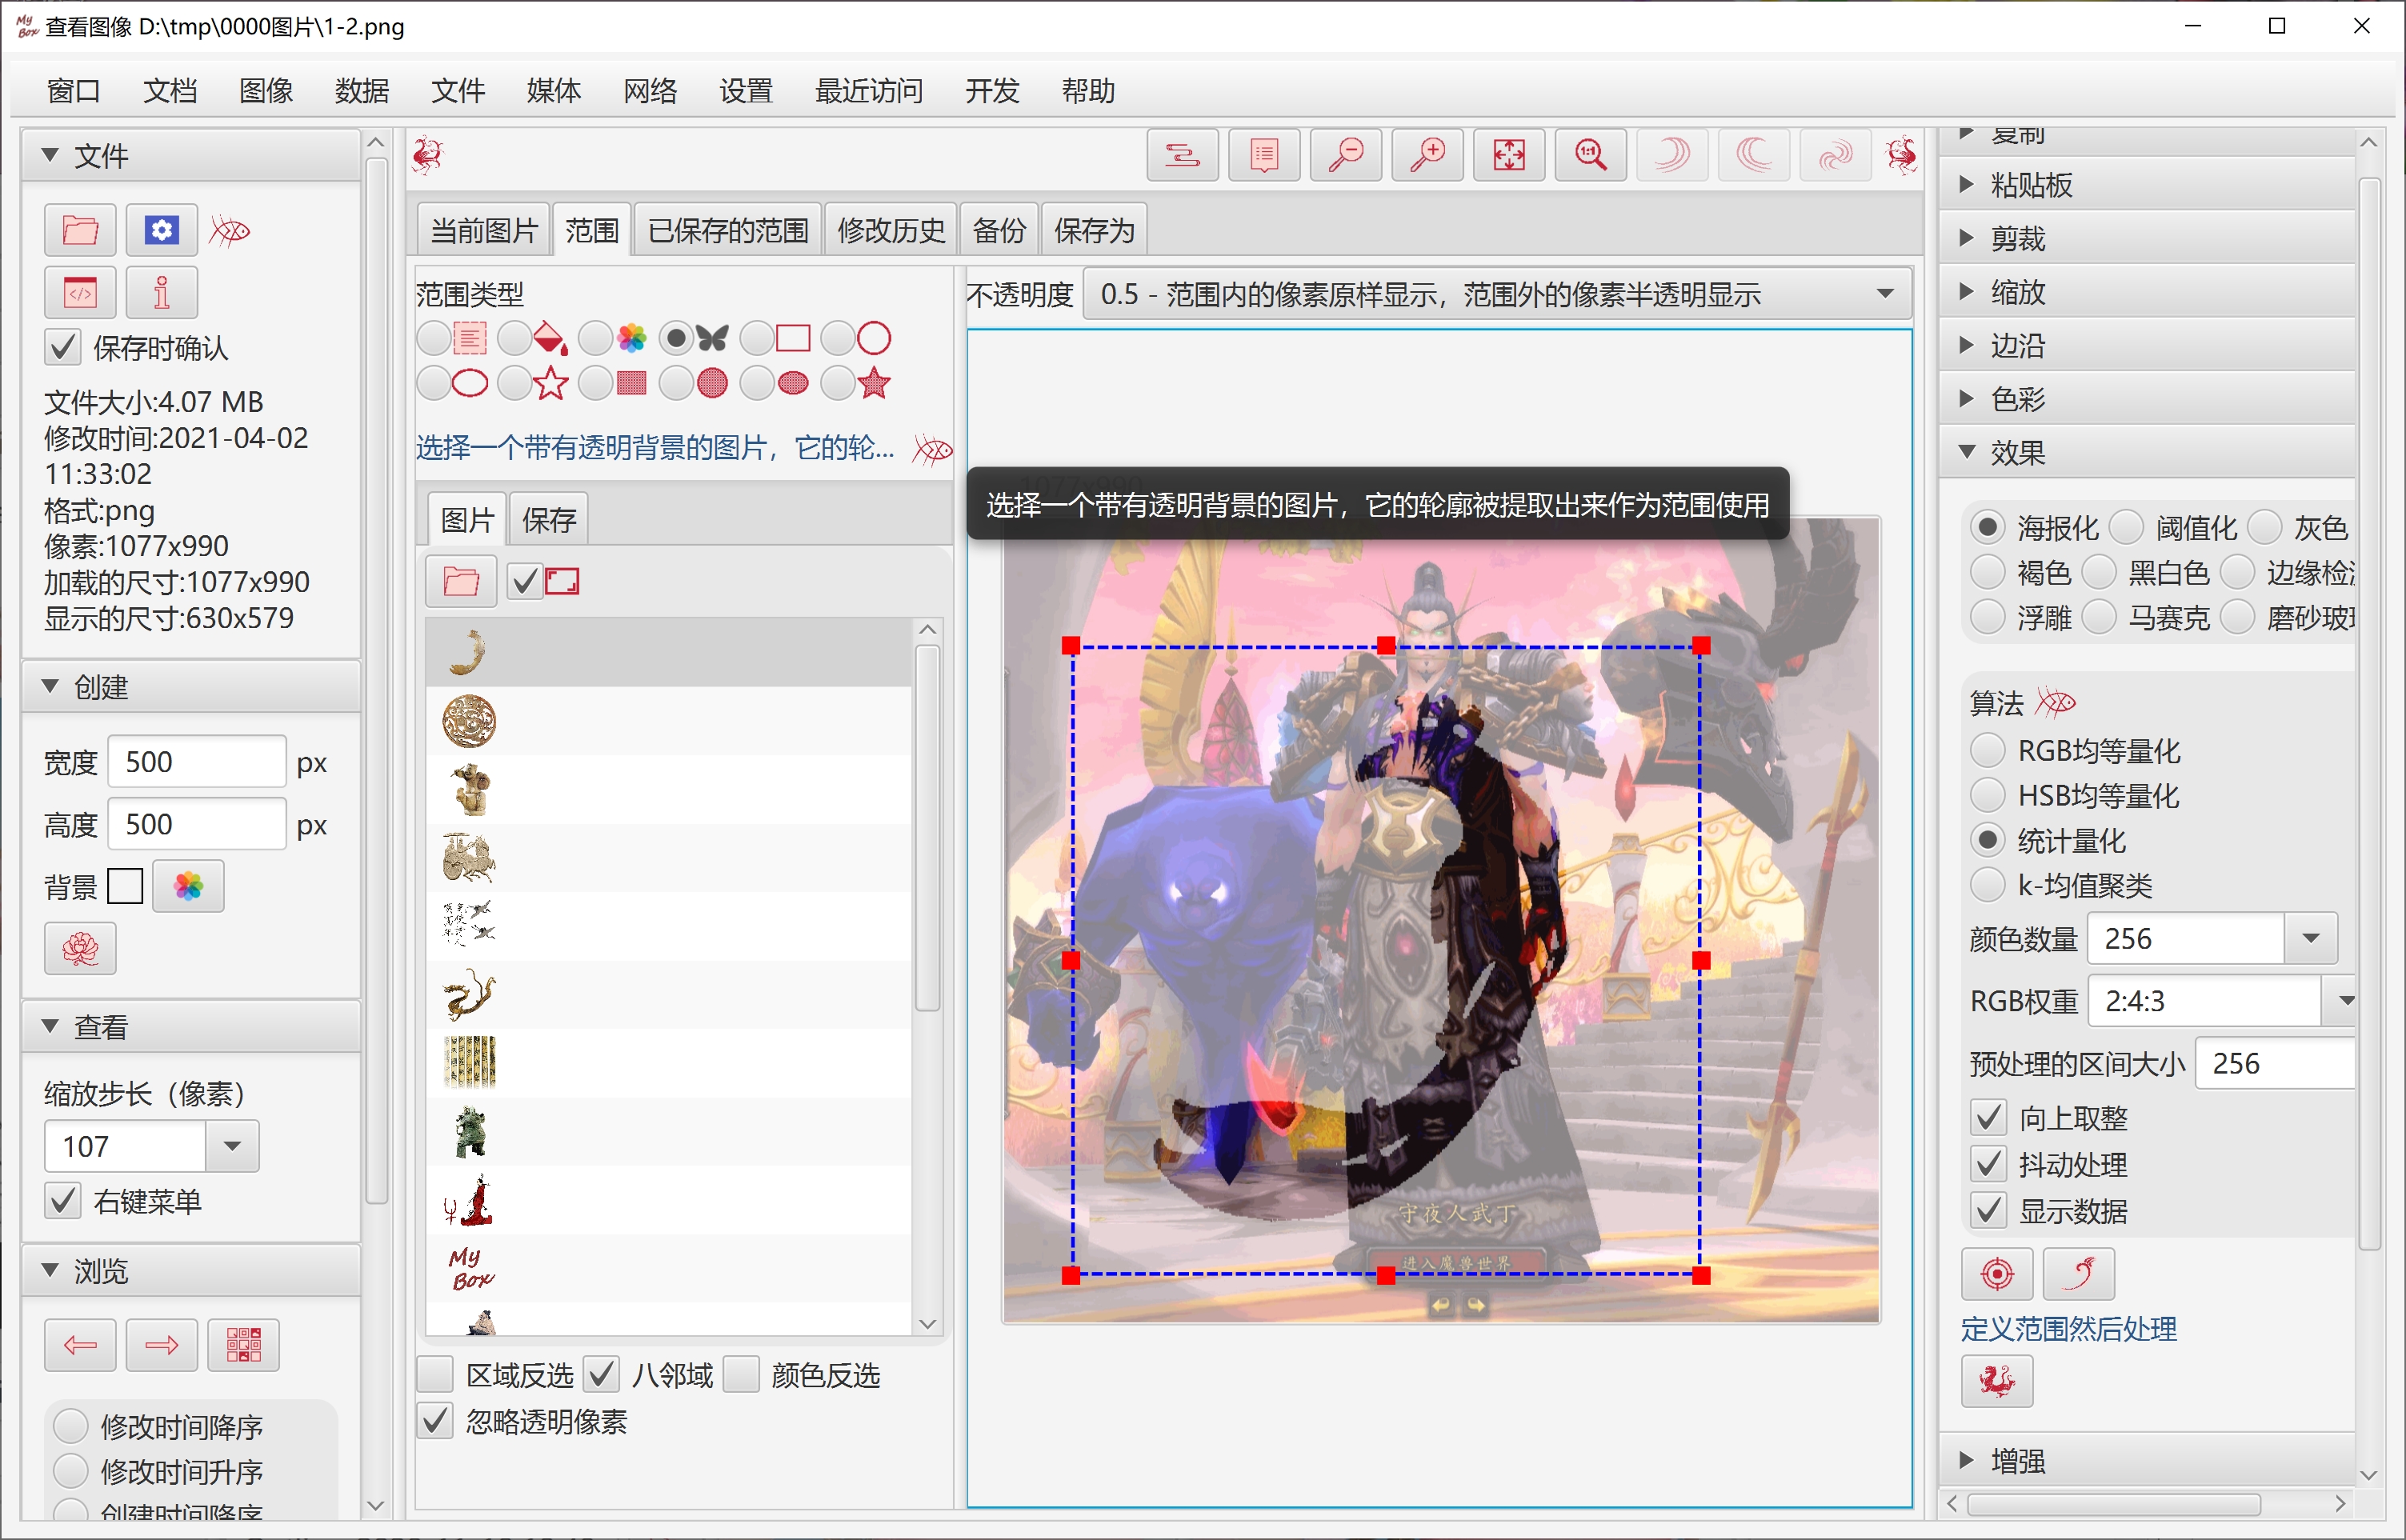 My Box 查看图像 D:\tmp\0000图片\1-2.png
窗口 文档 图像 数据 文件 媒体 网络 设置 最近访问 开发 帮助
文件
保存时确认
文件大小:4.07 MB
修改时间:2021-04-02
11:33:02
格式:png
像素:1077x990
加载的尺寸:1077x990
显示的尺寸:630x579
创建
宽度 500 px
高度 500 px
背景
查看
缩放步长（像素）
107
右键菜单
浏览
修改时间降序
修改时间升序
创建时间降序
1:1
当前图片 范围 已保存的范围 修改历史 备份 保存为
范围类型
选择一个带有透明背景的图片，它的轮...
图片 保存
My
Box
区域反选 八邻域 颜色反选
忽略透明像素
不透明度 0.5 - 范围内的像素原样显示，范围外的像素半透明显示
1077x990
选择一个带有透明背景的图片，它的轮廓被提取出来作为范围使用
守夜人武丁
进入魔兽世界
复制
粘贴板
剪裁
缩放
边沿
色彩
效果
海报化 阈值化 灰色
褐色 黑白色 边缘检
浮雕 马赛克 磨砂玻
算法
RGB均等量化
HSB均等量化
统计量化
k-均值聚类
颜色数量 256
RGB权重 2:4:3
预处理的区间大小 256
向上取整
抖动处理
显示数据
定义范围然后处理
增强